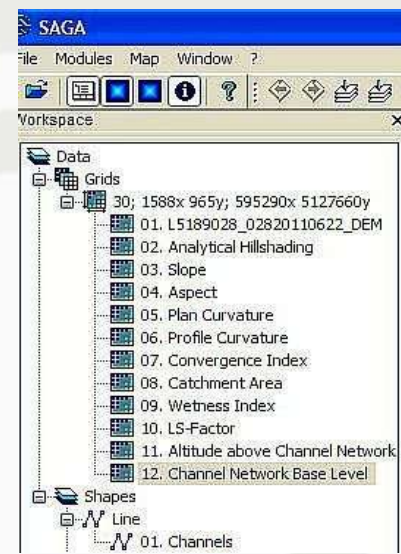 SAGA
File Modules Map Window ?
Workspace
Data
Grids
30; 1588x 965y; 595290x 5127660y
01. L5189028_02820110622_DEM
02. Analytical Hillshading
03. Slope
04. Aspect
05. Plan Curvature
06. Profile Curvature
07. Convergence Index
08. Catchment Area
09. Wetness Index
10. LS-Factor
11. Altitude above Channel Network
12. Channel Network Base Level
Shapes
Line
01. Channels